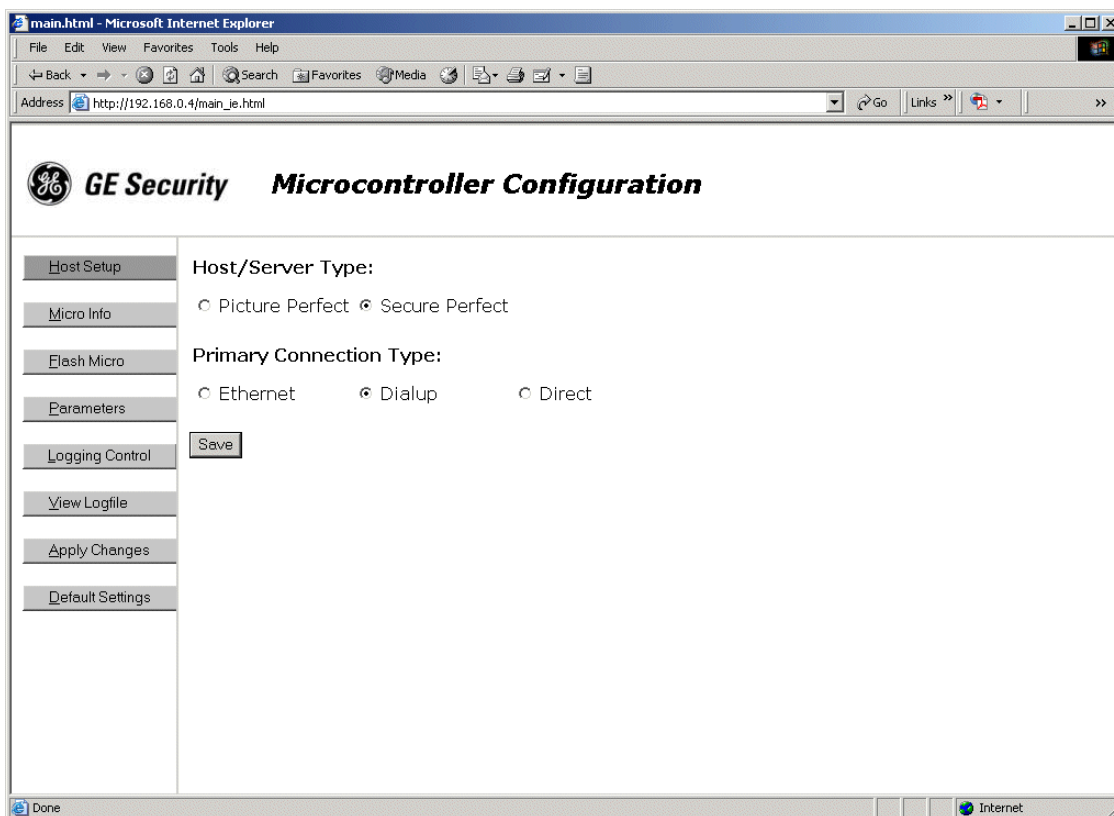 main.html - Microsoft Internet Explorer
File Edit View Favorites Tools Help
Back Search Favorites Media
Address http://192.168.0.4/main_ie.html Go Links »  »
GE Security Microcontroller Configuration
Host Setup
Micro Info
Flash Micro
Parameters
Logging Control
View Logfile
Apply Changes
Default Settings
Host/Server Type:
Picture Perfect Secure Perfect
Primary Connection Type:
Ethernet Dialup Direct
Save
Done Internet